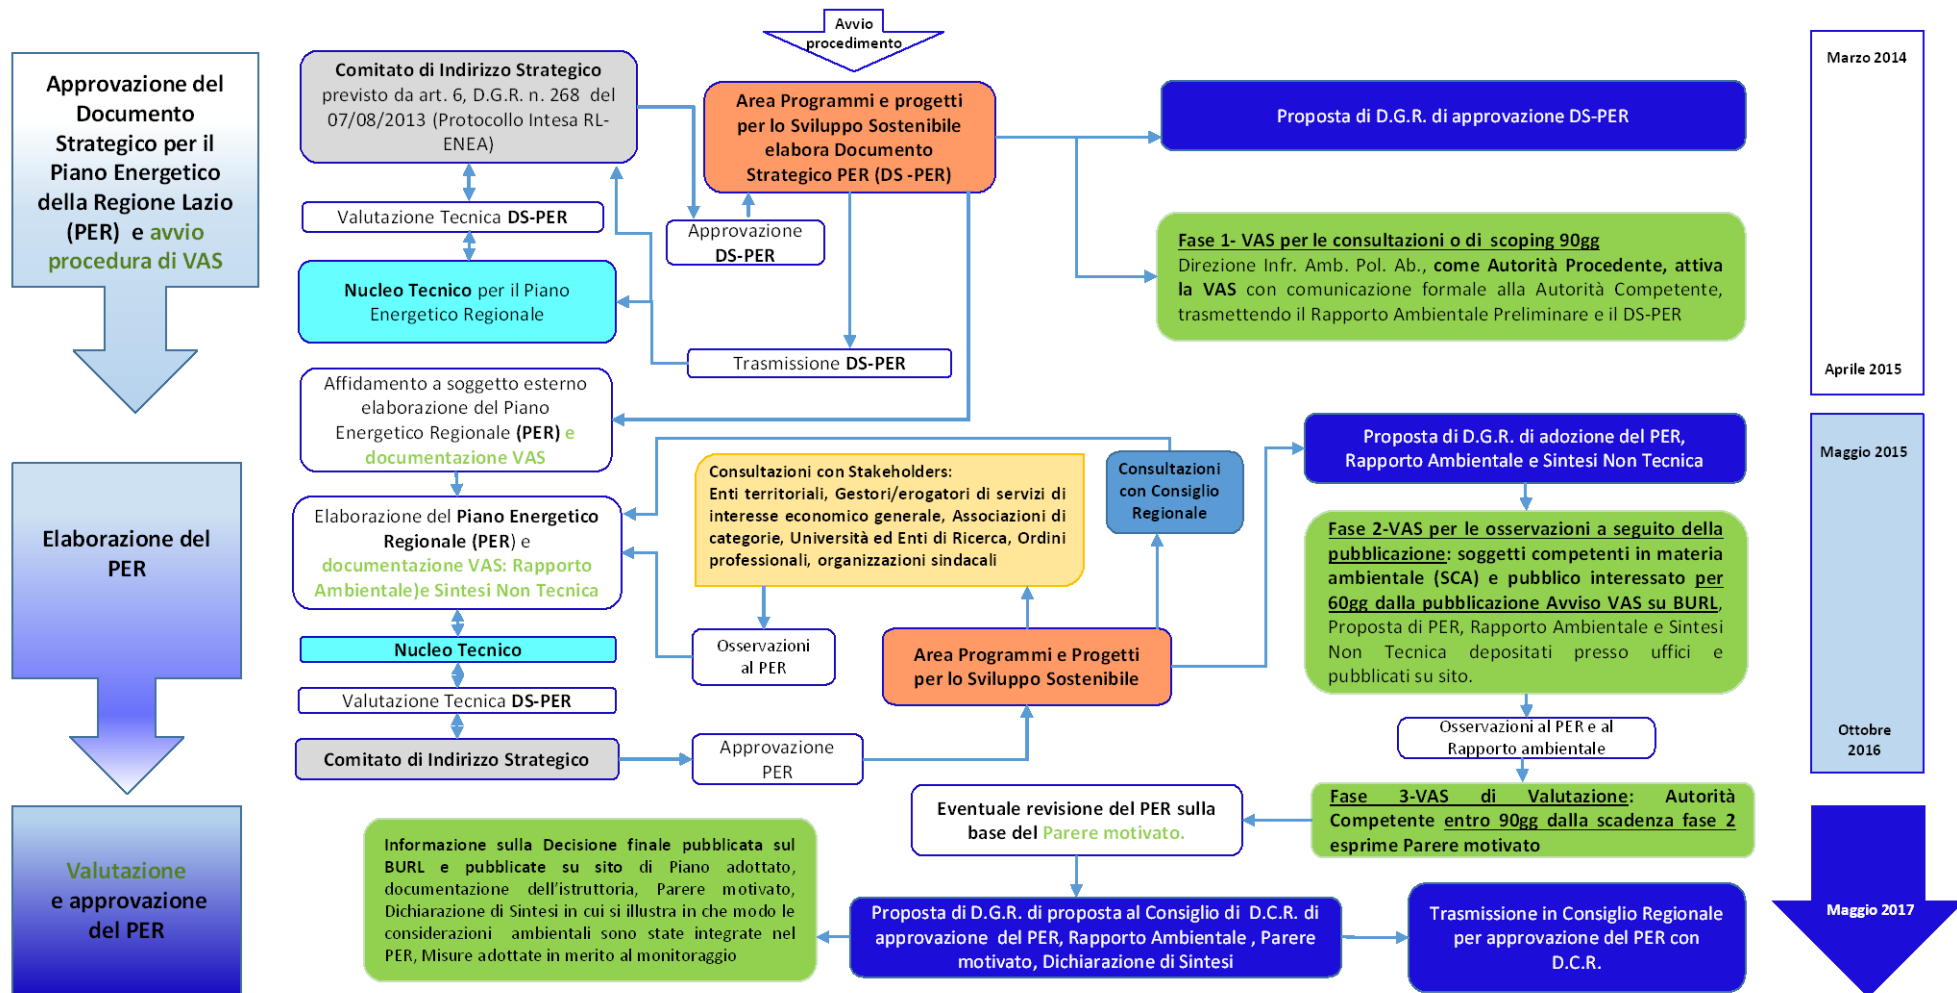 Avvio
procedimento
Approvazione del
Documento
Strategico per il
Piano Energetico
della Regione Lazio
(PER) e avvio
procedura di VAS
Comitato di Indirizzo Strategico
previsto da art. 6, D.G.R. n. 268 del
07/08/2013 (Protocollo Intesa RL-
ENEA)
Valutazione Tecnica DS-PER
Nucleo Tecnico per il Piano
Energetico Regionale
Area Programmi e progetti
per lo Sviluppo Sostenibile
elabora Documento
Strategico PER (DS -PER)
Approvazione
DS-PER
Trasmissione DS-PER
Proposta di D.G.R. di approvazione DS-PER
Fase 1- VAS per le consultazioni o di scoping 90gg
Direzione Infr. Amb. Pol. Ab., come Autorità Procedente, attiva
la VAS con comunicazione formale alla Autorità Competente,
trasmettendo il Rapporto Ambientale Preliminare e il DS-PER
Marzo 2014
Aprile 2015
Affidamento a soggetto esterno
elaborazione del Piano
Energetico Regionale (PER) e
documentazione VAS
Elaborazione del
PER
Elaborazione del Piano Energetico
Regionale (PER) e
documentazione VAS: Rapporto
Ambientale)e Sintesi Non Tecnica
Nucleo Tecnico
Valutazione Tecnica DS-PER
Comitato di Indirizzo Strategico
Consultazioni con Stakeholders:
Enti territoriali, Gestori/erogatori di servizi di
interesse economico generale, Associazioni di
categorie, Università ed Enti di Ricerca, Ordini
professionali, organizzazioni sindacali
Osservazioni
al PER
Approvazione
PER
Consultazioni
con Consiglio
Regionale
Area Programmi e Progetti
per lo Sviluppo Sostenibile
Proposta di D.G.R. di adozione del PER,
Rapporto Ambientale e Sintesi Non Tecnica
Fase 2-VAS per le osservazioni a seguito della
pubblicazione: soggetti competenti in materia
ambientale (SCA) e pubblico interessato per
60gg dalla pubblicazione Avviso VAS su BURL,
Proposta di PER, Rapporto Ambientale e Sintesi
Non Tecnica depositati presso uffici e
pubblicati su sito.
Osservazioni al PER e al
Rapporto ambientale
Maggio 2015
Ottobre
2016
Valutazione
e approvazione
del PER
Fase 3-VAS di Valutazione: Autorità
Competente entro 90gg dalla scadenza fase 2
esprime Parere motivato
Eventuale revisione del PER sulla
base del Parere motivato.
Informazione sulla Decisione finale pubblicata sul
BURL e pubblicate su sito di Piano adottato,
documentazione dell'istruttoria, Parere motivato,
Dichiarazione di Sintesi in cui si illustra in che modo le
considerazioni ambientali sono state integrate nel
PER, Misure adottate in merito al monitoraggio
Proposta di D.G.R. di proposta al Consiglio di D.C.R. di
approvazione del PER, Rapporto Ambientale , Parere
motivato, Dichiarazione di Sintesi
Trasmissione in Consiglio Regionale
per approvazione del PER con
D.C.R.
Maggio 2017